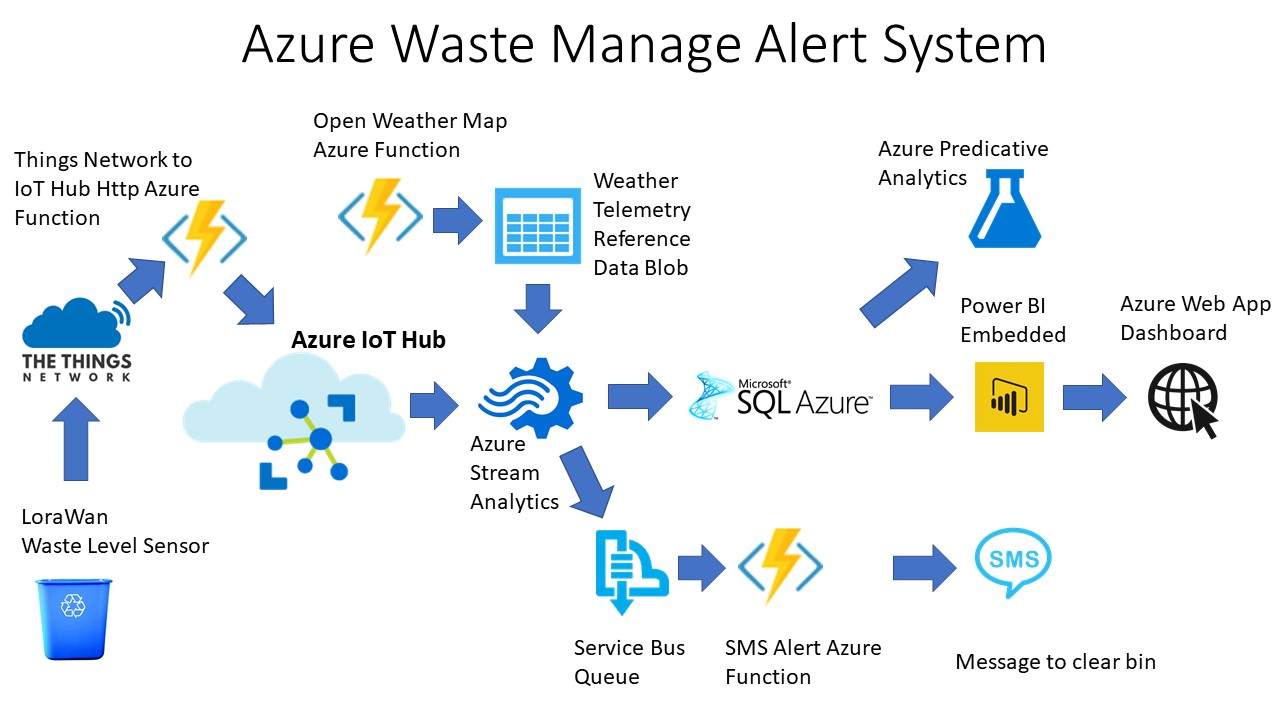 Azure Waste Manage Alert System
Open Weather Map
Azure Function
Things Network to
IoT Hub Http Azure
Function
Weather
Telemetry
Reference
Data Blob
Azure Predicative
Analytics
THE THINGS
NETWORK
Azure IoT Hub
Power BI
Embedded
Azure Web App
Dashboard
Microsoft®
SQL Azure™
Azure
Stream
Analytics
LoraWan
Waste Level Sensor
SMS
Service Bus
Queue
SMS Alert Azure
Function
Message to clear bin